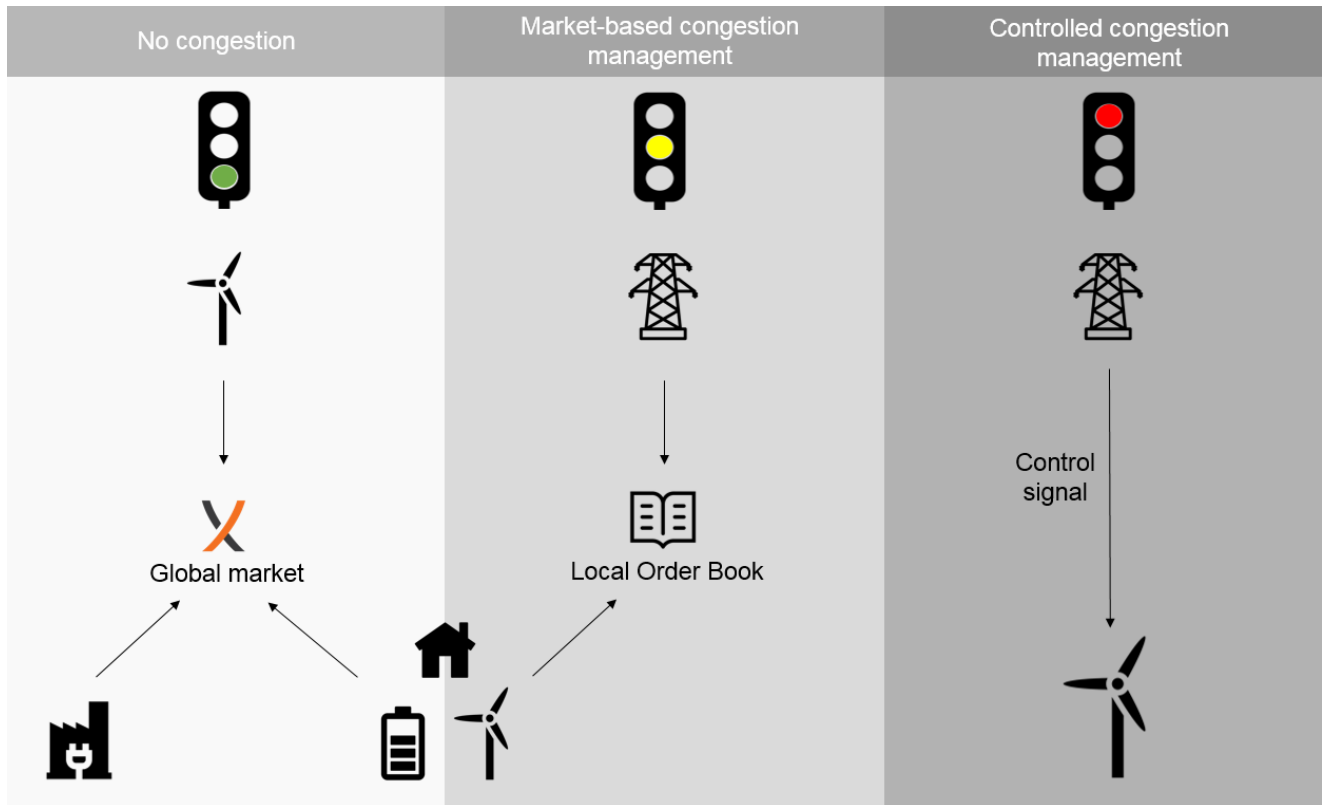 No congestion
Market-based congestion
management
Controlled congestion
management
Global market
Local Order Book
Control
signal